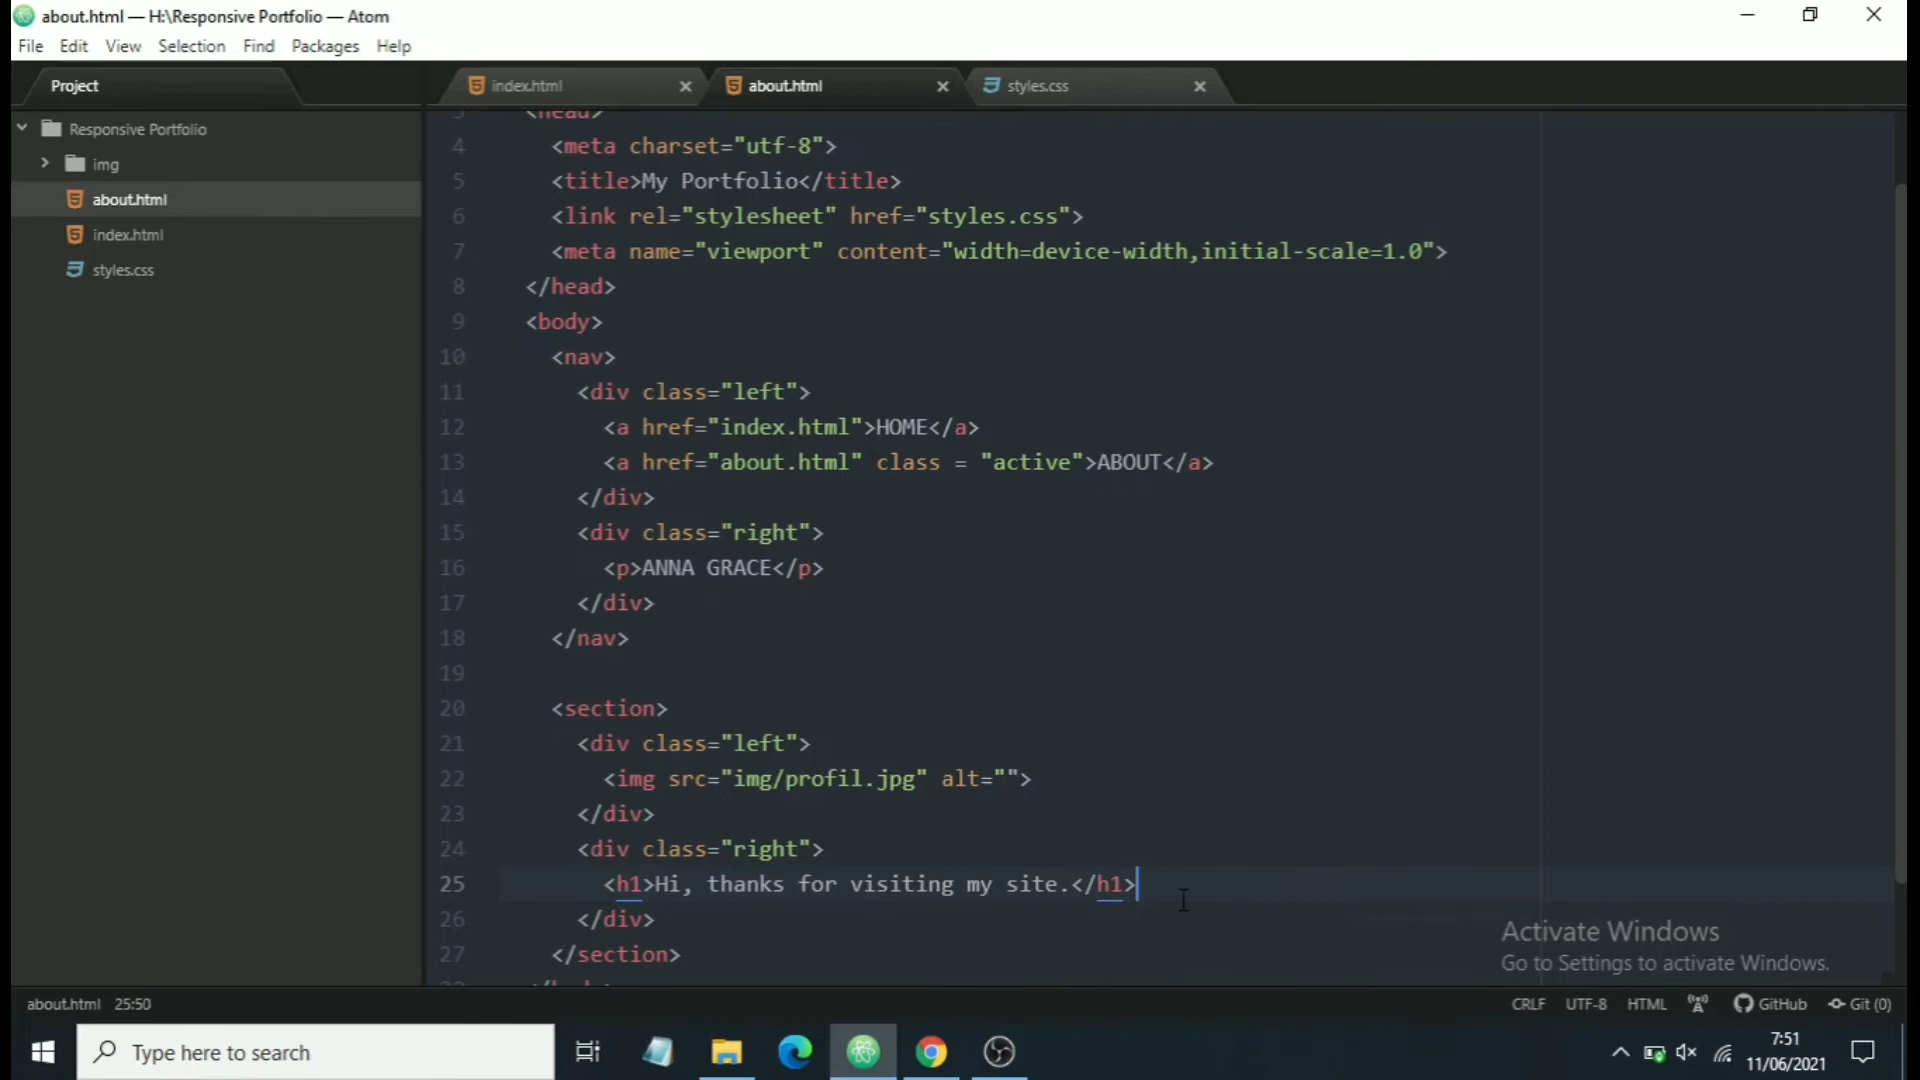 about.html — H:\Responsive Portfolio — Atom
File Edit View Selection Find Packages Help
Project
index.html
about.html
styles.css
Responsive Portfolio
img
about.html
index.html
styles.css
3 <head>
4 <meta charset="utf-8">
5 <title>My Portfolio</title>
6 <link rel="stylesheet" href="styles.css">
7 <meta name="viewport" content="width=device-width,initial-scale=1.0">
8 </head>
9 <body>
10 <nav>
11 <div class="left">
12 <a href="index.html">HOME</a>
13 <a href="about.html" class = "active">ABOUT</a>
14 </div>
15 <div class="right">
16 <p>ANNA GRACE</p>
17 </div>
18 </nav>
19
20 <section>
21 <div class="left">
22 <img src="img/profil.jpg" alt="">
23 </div>
24 <div class="right">
25 <h1>Hi, thanks for visiting my site.</h1>
26 </div>
27 </section>
Activate Windows
Go to Settings to activate Windows.
about.html 25:50
CRLF UTF-8 HTML GitHub Git (0)
Type here to search
7:51
11/06/2021